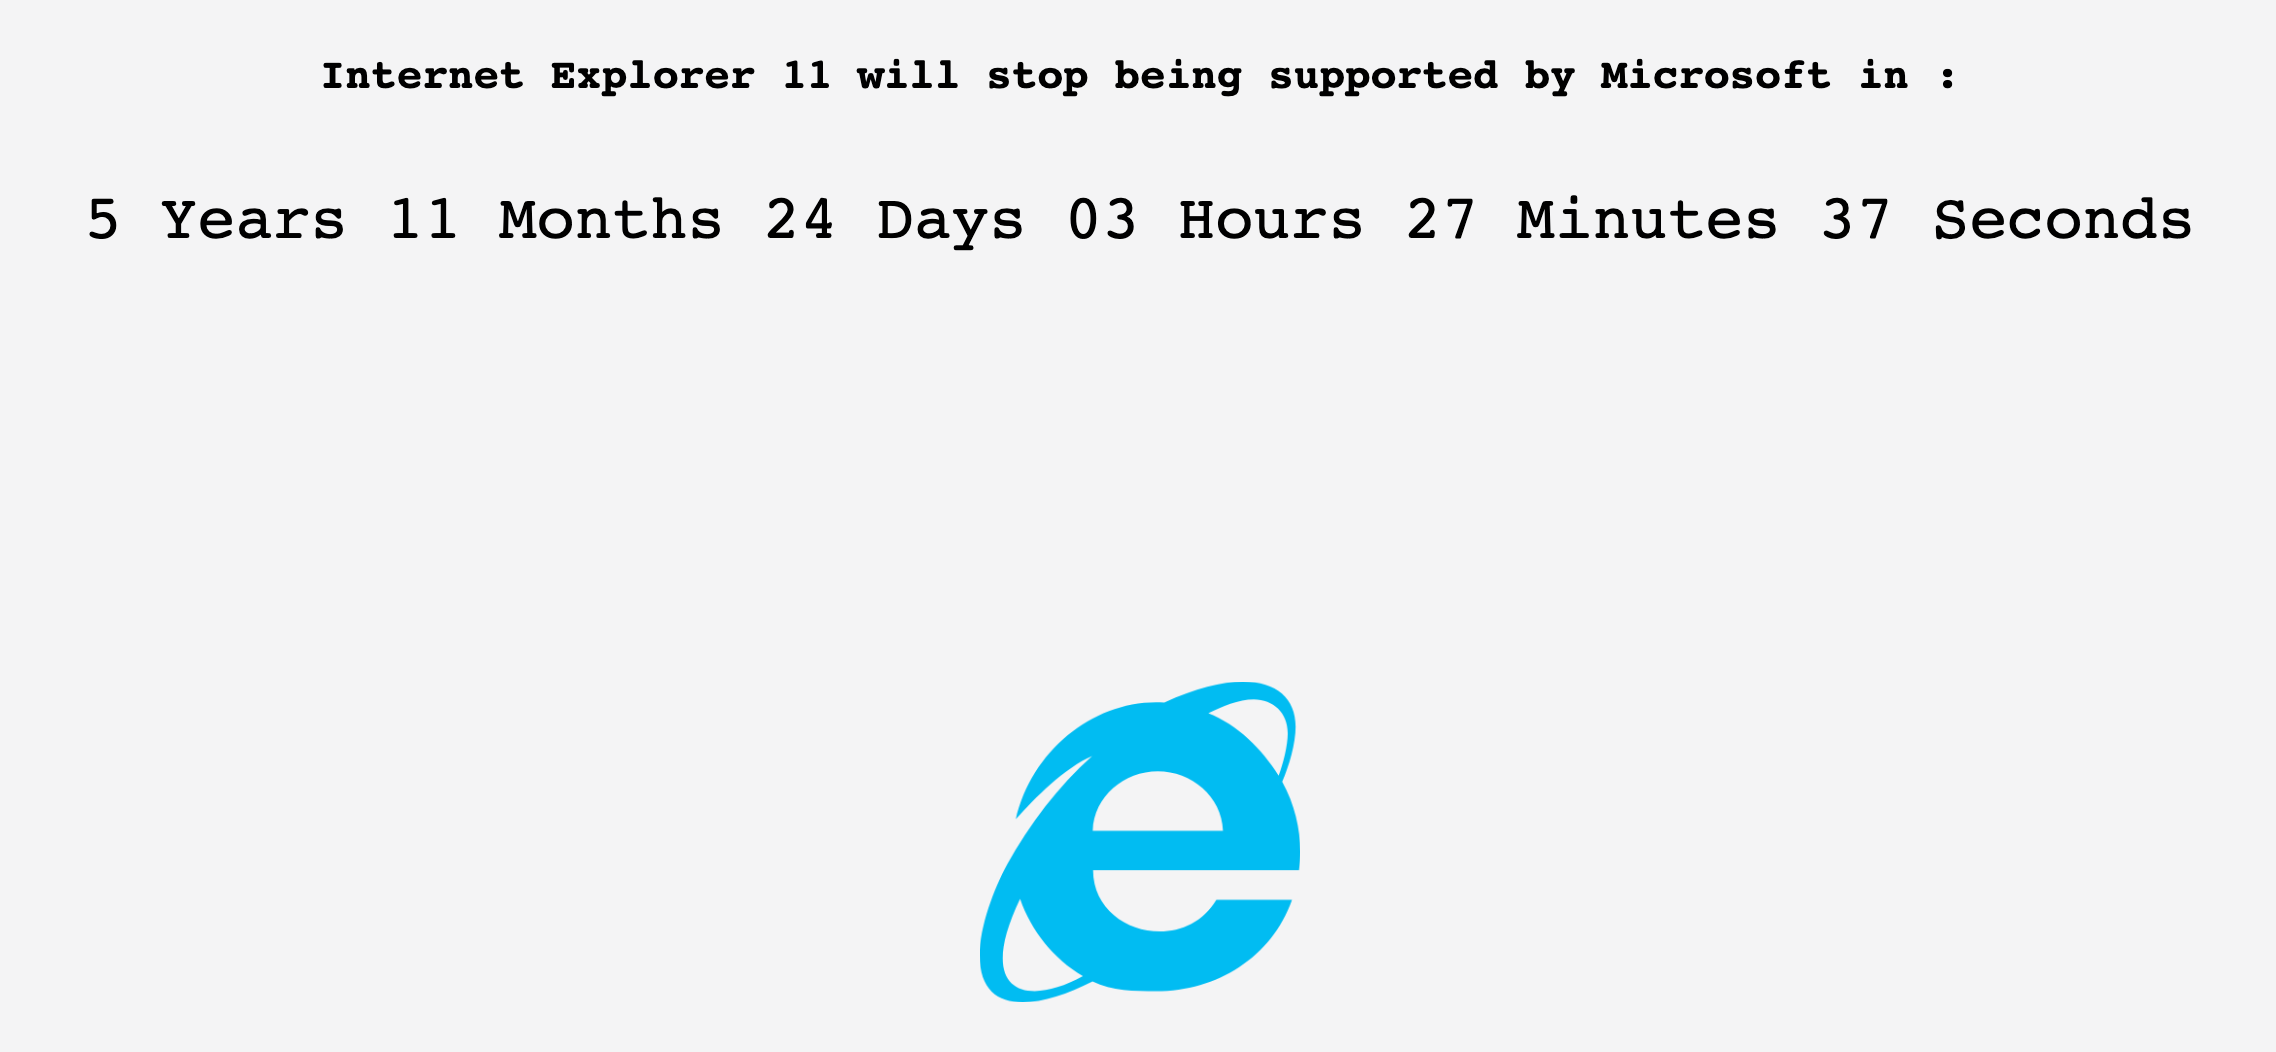 Internet Explorer 11 will stop being supported by Microsoft in :
5 Years 11 Months 24 Days 03 Hours 27 Minutes 37 Seconds